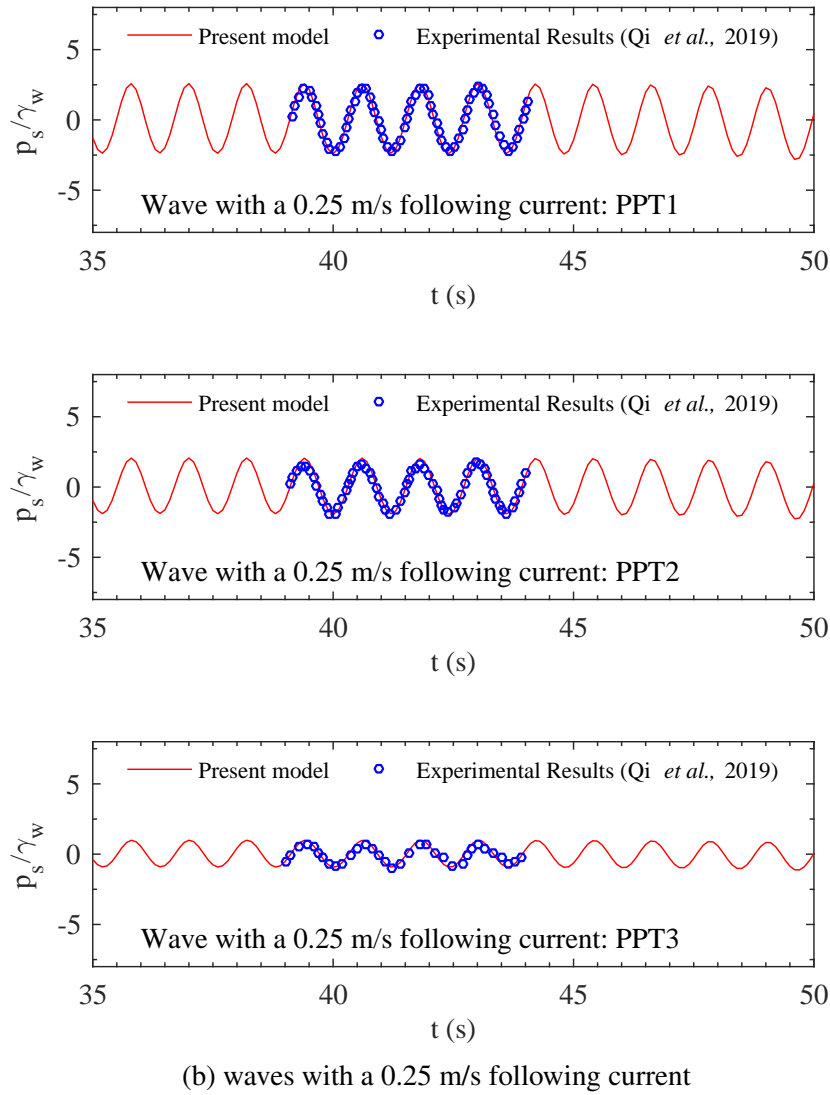 Present model Experimental Results (Qi et al., 2019)
5
0
-5
p_s/γ_w
Wave with a 0.25 m/s following current: PPT1
35 40 45 50
t (s)
Present model Experimental Results (Qi et al., 2019)
5
0
-5
p_s/γ_w
Wave with a 0.25 m/s following current: PPT2
35 40 45 50
t (s)
Present model Experimental Results (Qi et al., 2019)
5
0
-5
p_s/γ_w
Wave with a 0.25 m/s following current: PPT3
35 40 45 50
t (s)
(b) waves with a 0.25 m/s following current